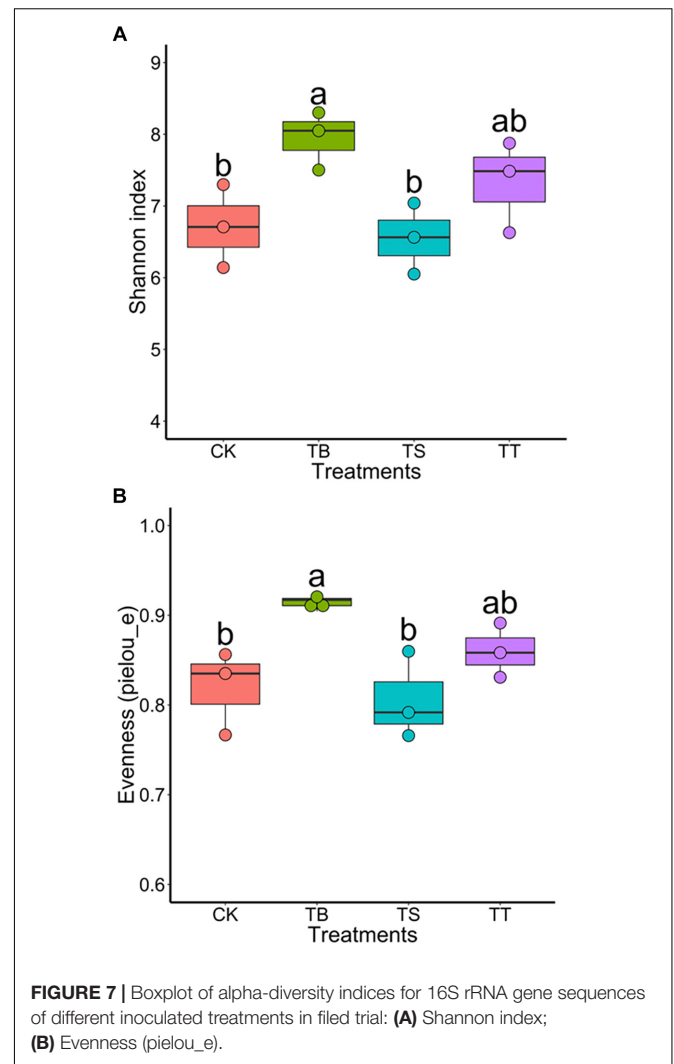 A
Shannon index
9
8
7
6
5
4
b
a
b
ab
CK TB TS TT
Treatments
B
Evenness (pielou_e)
1.0
0.9
0.8
0.7
0.6
b
a
b
ab
CK TB TS TT
Treatments
FIGURE 7 | Boxplot of alpha-diversity indices for 16S rRNA gene sequences
of different inoculated treatments in filed trial: (A) Shannon index;
(B) Evenness (pielou_e).